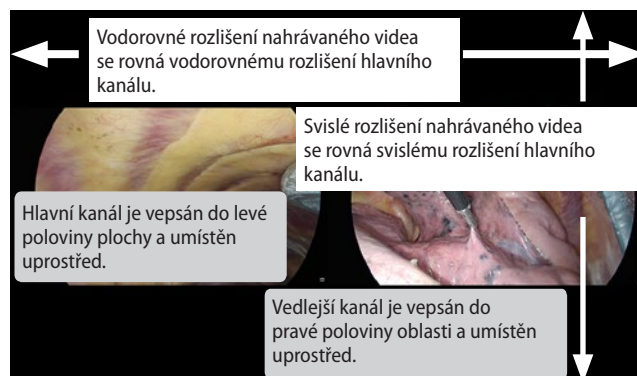 Vodorovné rozlišení nahrávaného videa
se rovná vodorovnému rozlišení hlavního
kanálu.
Svislé rozlišení nahrávaného videa
se rovná svislému rozlišení hlavního
kanálu.
Hlavní kanál je vepsán do levé
poloviny plochy a umístěn
uprostřed.
Vedlejší kanál je vepsán do
pravé poloviny oblasti a umístěn
uprostřed.